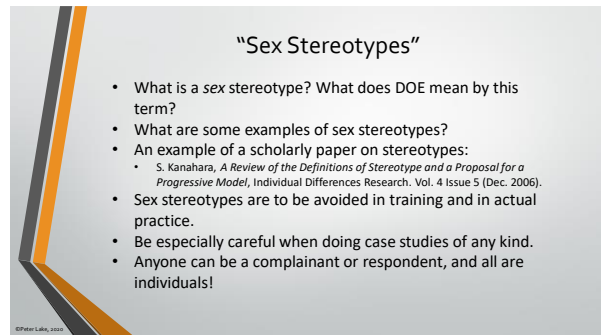 “Sex Stereotypes”
• What is a sex stereotype? What does DOE mean by this
term?
• What are some examples of sex stereotypes?
• An example of a scholarly paper on stereotypes:
• S. Kanahara, A Review of the Definitions of Stereotype and a Proposal for a
Progressive Model, Individual Differences Research. Vol. 4 Issue 5 (Dec. 2006).
• Sex stereotypes are to be avoided in training and in actual
practice.
• Be especially careful when doing case studies of any kind.
• Anyone can be a complainant or respondent, and all are
individuals!
©Peter Lake, 2020